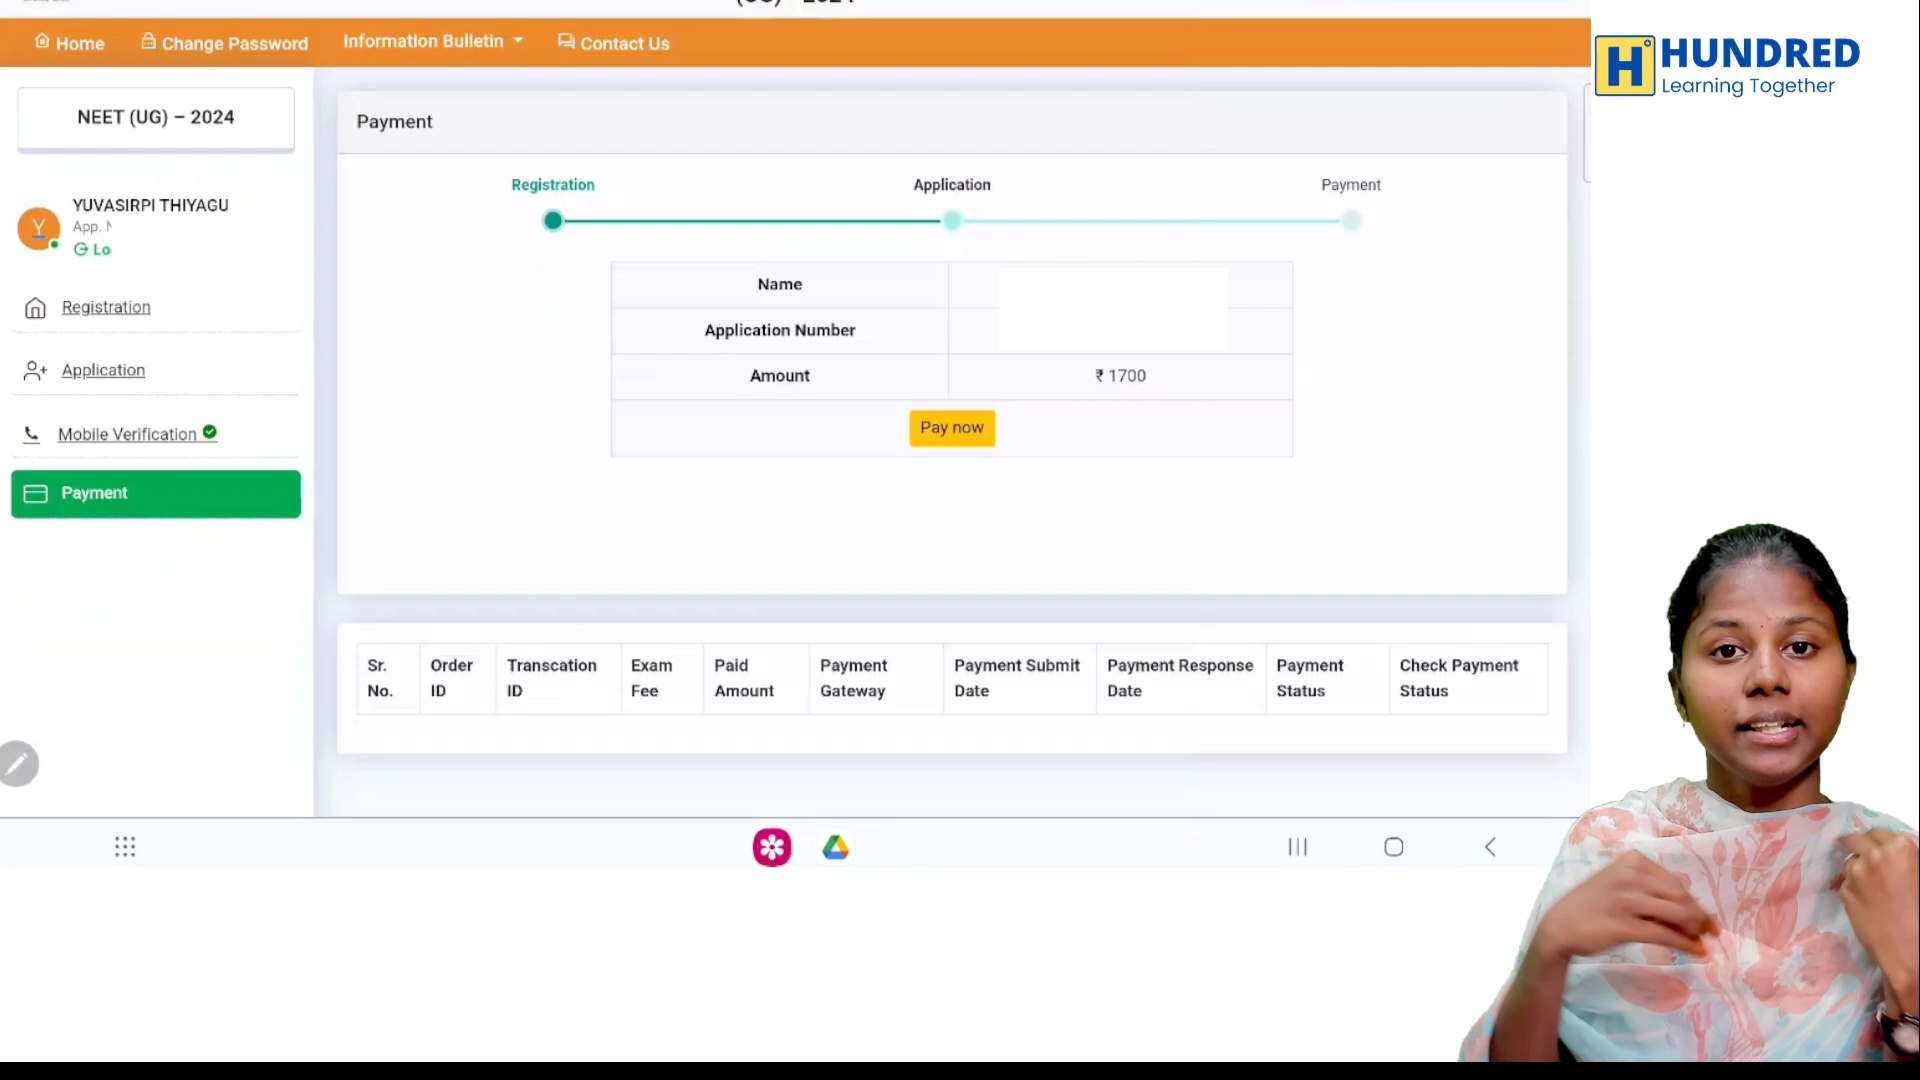 Home
Change Password
Information Bulletin
Contact Us
H
HUNDRED
Learning Together
NEET (UG) – 2024
Y
YUVASIRPI THIYAGU
App. N
Lo
Registration
Application
Mobile Verification
Payment
Payment
Registration
Application
Payment
Name
Application Number
Amount
₹ 1700
Pay now
Sr. No.
Order ID
Transcation ID
Exam Fee
Paid Amount
Payment Gateway
Payment Submit Date
Payment Response Date
Payment Status
Check Payment Status